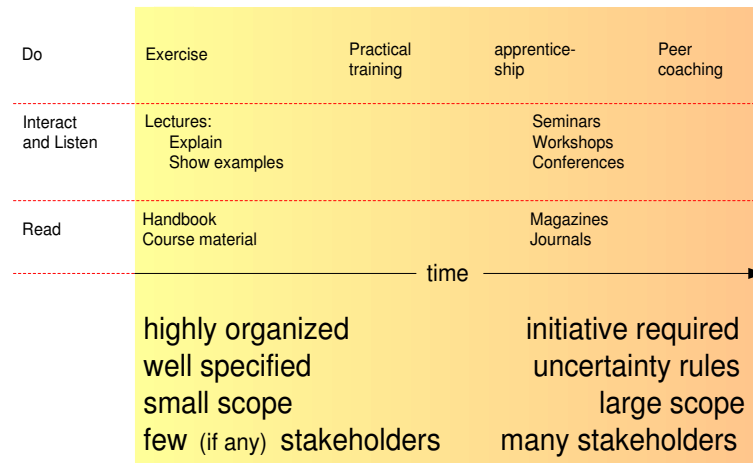 Do
Exercise
Practical
training
apprentice-
ship
Peer
coaching
Interact
and Listen
Lectures:
Explain
Show examples
Seminars
Workshops
Conferences
Read
Handbook
Course material
Magazines
Journals
time
highly organized
well specified
small scope
few (if any) stakeholders
initiative required
uncertainty rules
large scope
many stakeholders